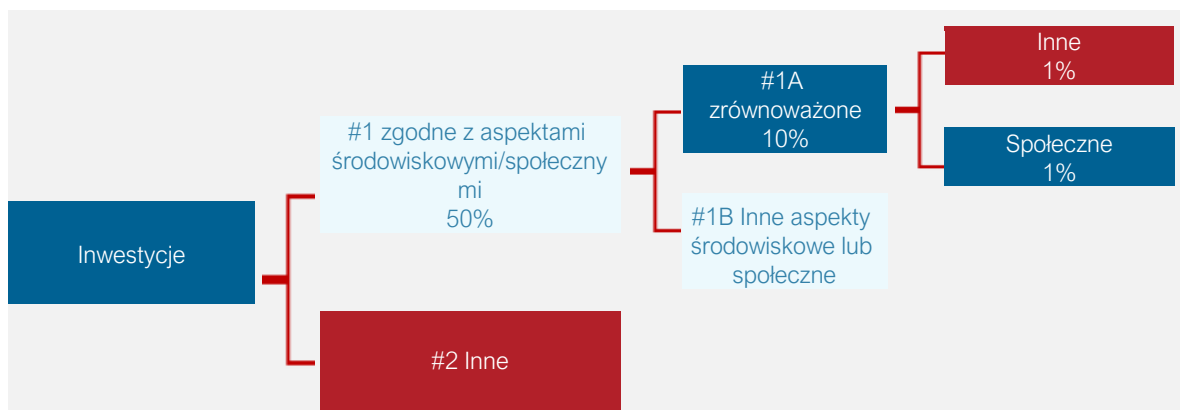 Inwestycje
#1 zgodne z aspektami
środowiskowymi/społeczny
mi
50%
#2 Inne
#1A
zrównoważone
10%
#1B Inne aspekty
środowiskowe lub
społeczne
Inne
1%
Społeczne
1%